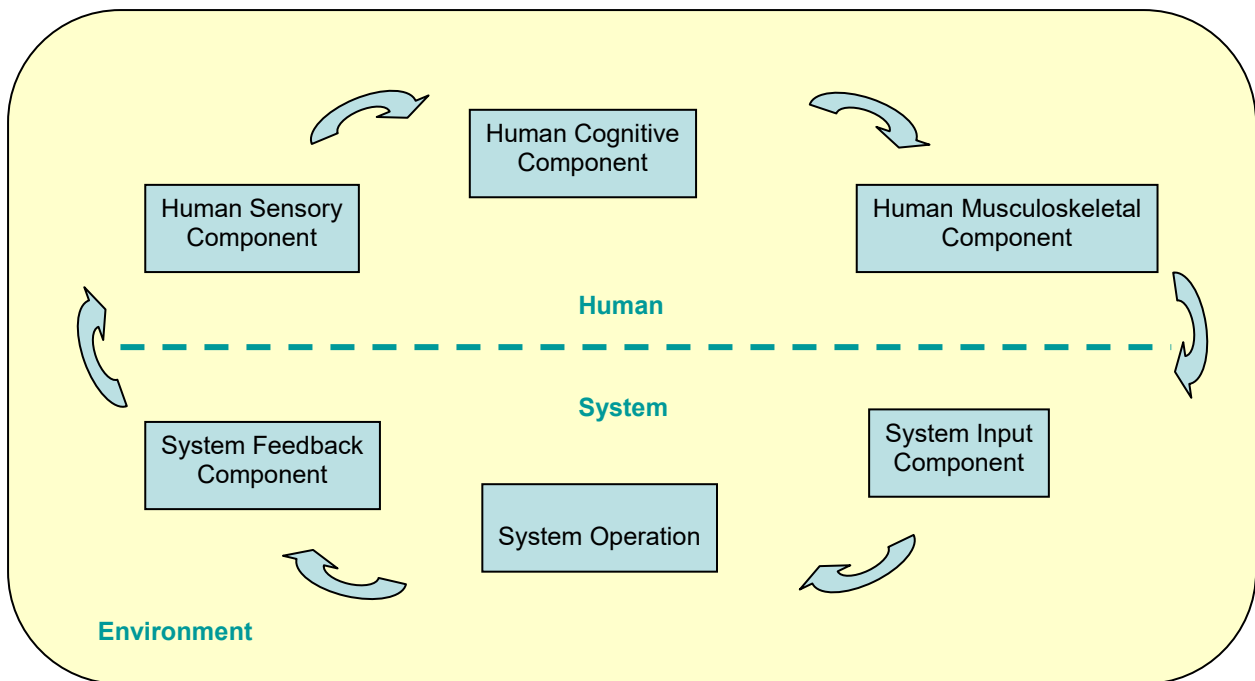 Human Cognitive
Component
Human Sensory
Component
Human Musculoskeletal
Component
Human
System
System Feedback
Component
System Input
Component
System Operation
Environment